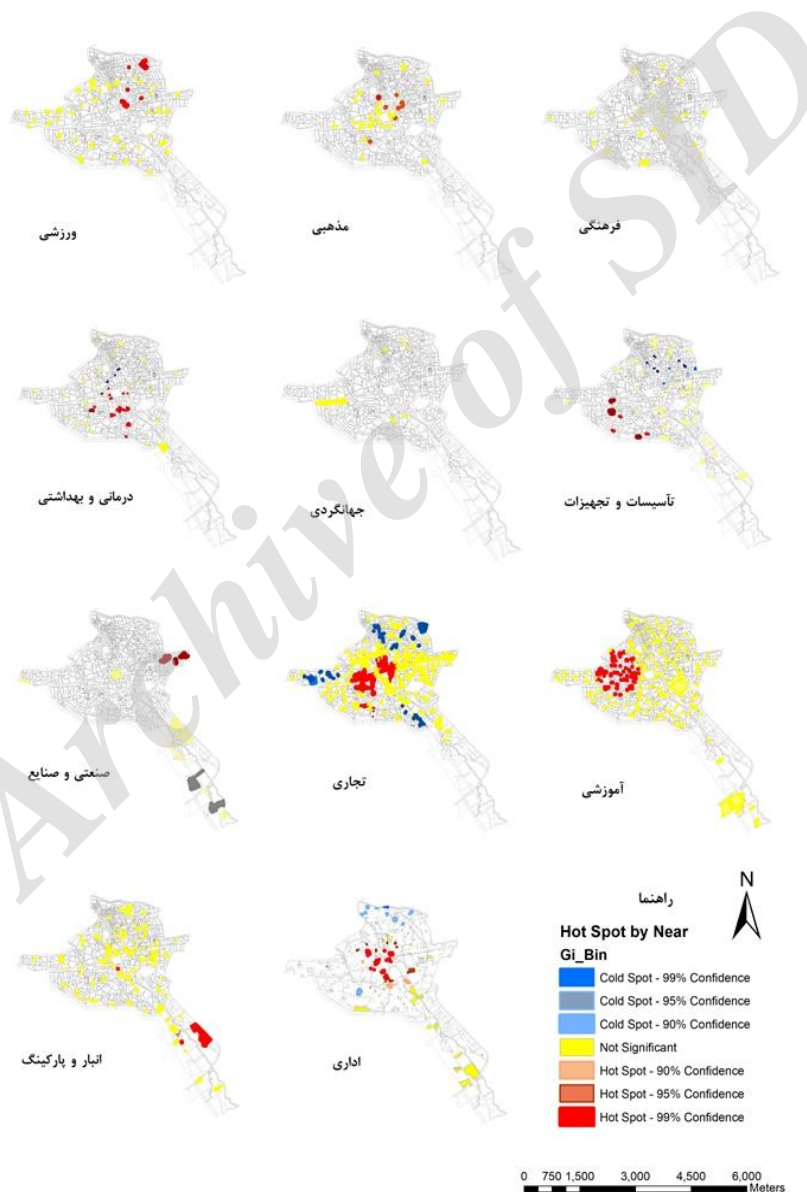 ورزشی
مذهبی
فرهنگی
درمانی و بهداشتی
جهانگردی
تآسیسات و تجهیزات
صنعتی و صنایع
تجاری
آموزشی
انبار و پارکینگ
اداری
راهنما
N
Hot Spot by Near
Gi_Bin
Cold Spot - 99% Confidence
Cold Spot - 95% Confidence
Cold Spot - 90% Confidence
Not Significant
Hot Spot - 90% Confidence
Hot Spot - 95% Confidence
Hot Spot - 99% Confidence
0 750 1,500 3,000 4,500 6,000
Meters
Archive of SID